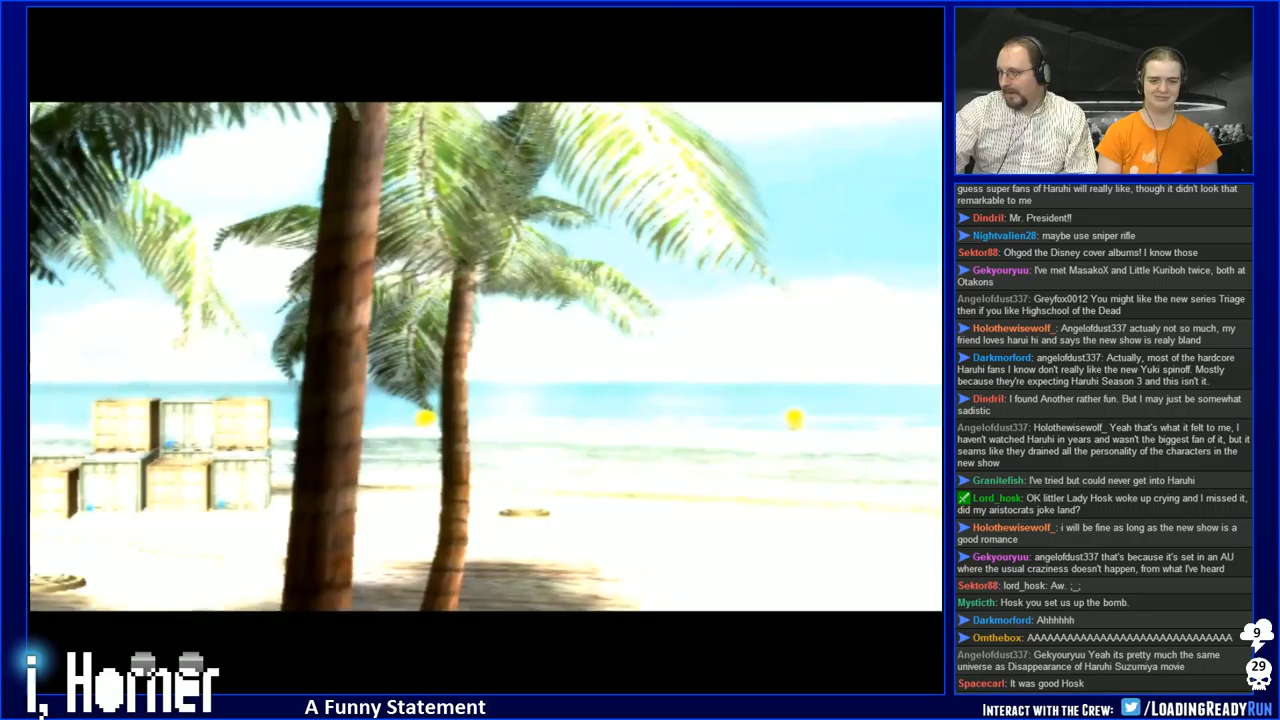 guess super fans of Haruhi will really like, though it didn't look that
remarkable to me
Dindril: Mr. President!!
Nightvalien28: maybe use sniper rifle
Sektor88: Ohgod the Disney cover albums! I know those
Gekyouryuu: I've met MasakoX and Little Kuriboh twice, both at
Otakons
Angelofdust337: Greyfox0012 You might like the new series Triage
then if you like Highschool of the Dead
Holothewisewolf_: Angelofdust337 actualy not so much, my
friend loves harui hi and says the new show is realy bland
Darkmorford: angelofdust337: Actually, most of the hardcore
Haruhi fans I know don't really like the new Yuki spinoff. Mostly
because they're expecting Haruhi Season 3 and this isn't it.
Dindril: I found Another rather fun. But I may just be somewhat
sadistic
Angelofdust337: Holothewisewolf_ Yeah that's what it felt to me, I
haven't watched Haruhi in years and wasn't the biggest fan of it, but it
seams like they drained all the personality of the characters in the
new show
Granitefish: I've tried but could never get into Haruhi
Lord_hosk: OK littler Lady Hosk woke up crying and I missed it,
did my aristocrats joke land?
Holothewisewolf_: i will be fine as long as the new show is a
good romance
Gekyouryuu: angelofdust337 that's because it's set in an AU
where the usual craziness doesn't happen, from what I've heard
Sektor88: lord_hosk: Aw. ;_;
Mysticth: Hosk you set us up the bomb.
Darkmorford: Ahhhhhh
Omthebox: AAAAAAAAAAAAAAAAAAAAAAAAAAAAAAA
Angelofdust337: Gekyouryuu Yeah its pretty much the same
universe as Disappearance of Haruhi Suzumiya movie
Spacecarl: It was good Hosk
9
29
i, Horner
A Funny Statement
Interact with the Crew: /LoadingReadyRun